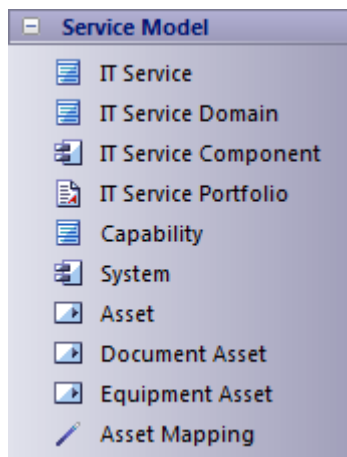 Service Model
IT Service
IT Service Domain
IT Service Component
IT Service Portfolio
Capability
System
Asset
Document Asset
Equipment Asset
Asset Mapping